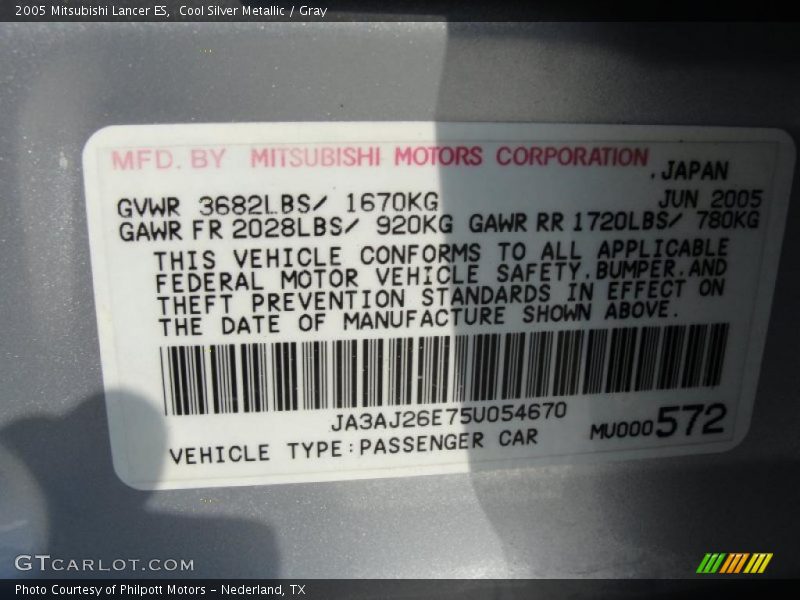 2005 Mitsubishi Lancer ES,  Cool Silver Metallic / Gray
MFD. BY MITSUBISHI MOTORS CORPORATION
.JAPAN
GVWR 3682LBS/ 1670KG JUN 2005
GAWR FR 2028LBS/ 920KG GAWR RR 1720LBS/ 780KG
THIS VEHICLE CONFORMS TO ALL APPLICABLE
FEDERAL MOTOR VEHICLE SAFETY.BUMPER.AND
THEFT PREVENTION STANDARDS IN EFFECT ON
THE DATE OF MANUFACTURE SHOWN ABOVE.
JA3AJ26E75U054670
VEHICLE TYPE:PASSENGER CAR MU000572
GTCARLOT.COM
Photo Courtesy of Philpott Motors - Nederland, TX